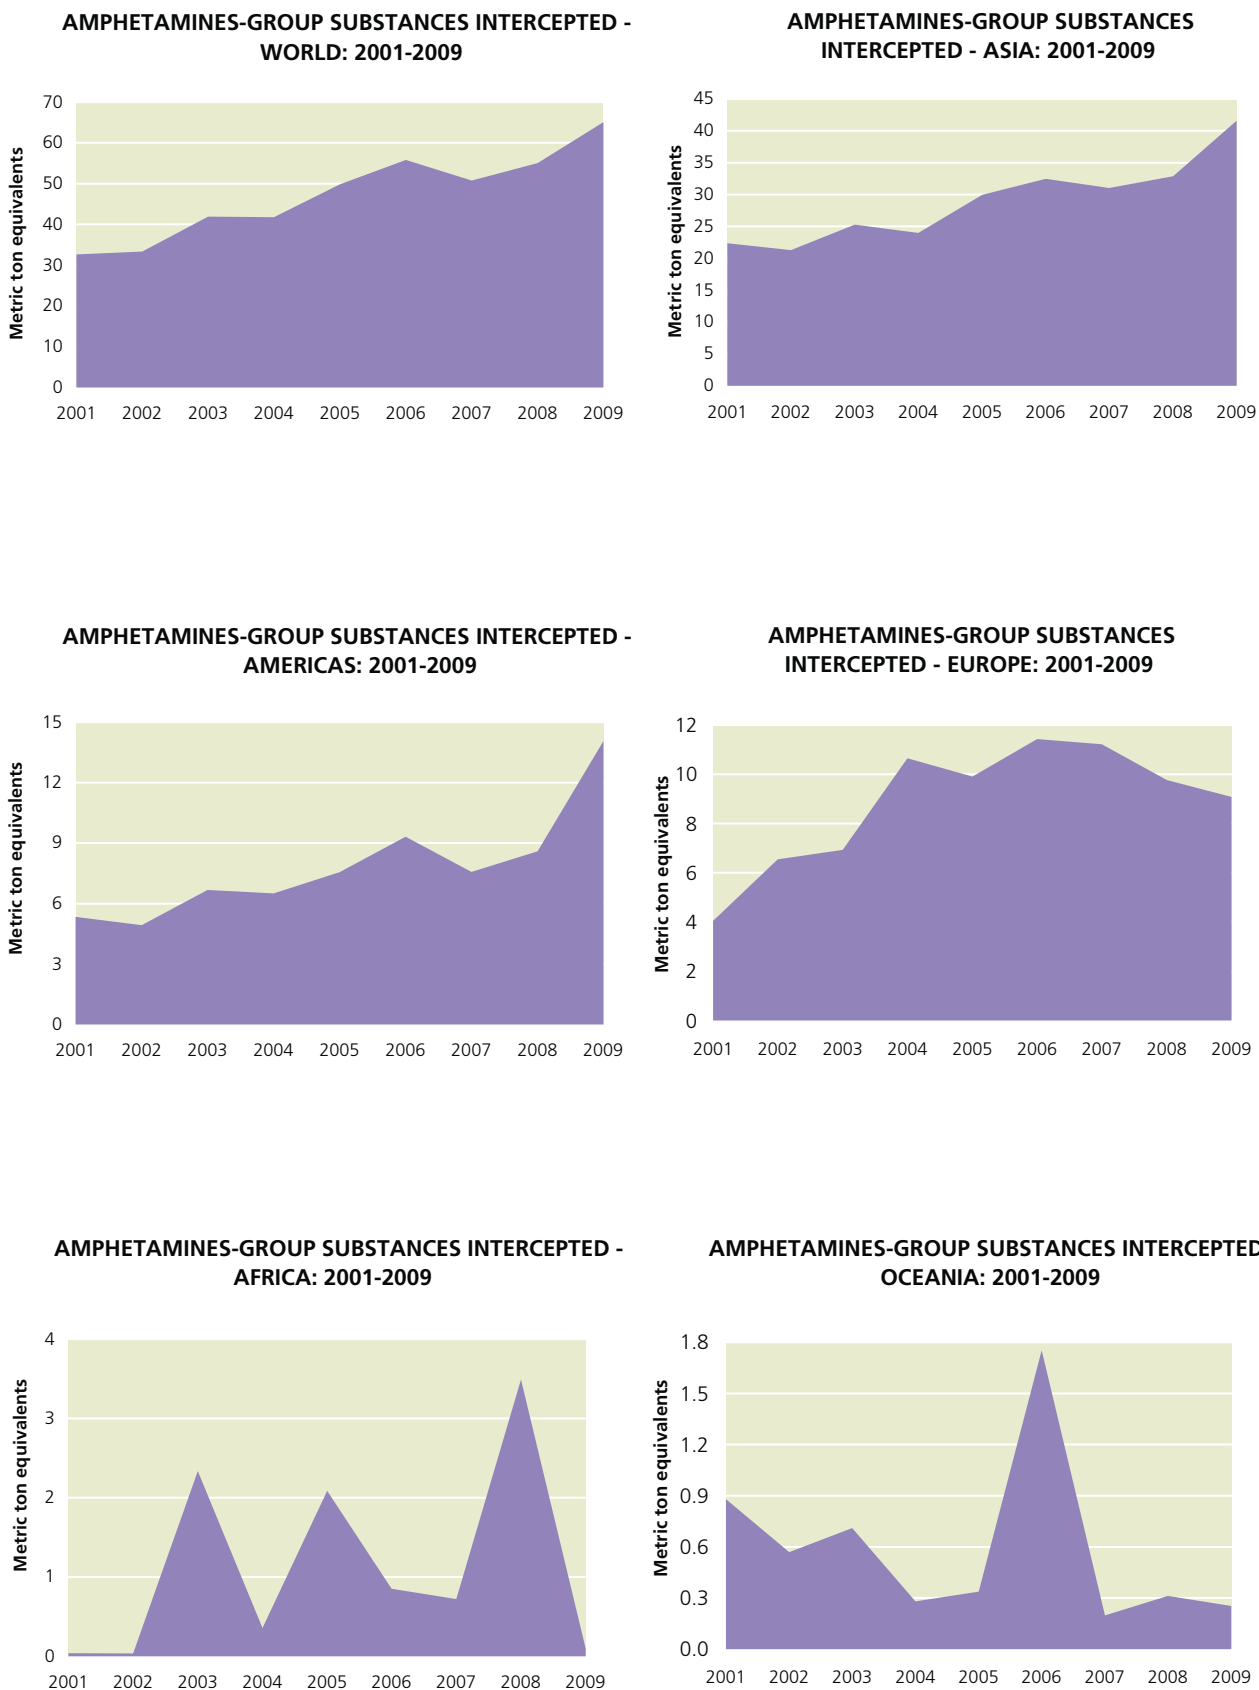 AMPHETAMINES-GROUP SUBSTANCES INTERCEPTED -
WORLD: 2001-2009
Metric ton equivalents
70
60
50
40
30
20
10
0
2001 2002 2003 2004 2005 2006 2007 2008 2009
AMPHETAMINES-GROUP SUBSTANCES
INTERCEPTED - ASIA: 2001-2009
Metric ton equivalents
45
40
35
30
25
20
15
10
5
0
2001 2002 2003 2004 2005 2006 2007 2008 2009
AMPHETAMINES-GROUP SUBSTANCES INTERCEPTED -
AMERICAS: 2001-2009
Metric ton equivalents
15
12
9
6
3
0
2001 2002 2003 2004 2005 2006 2007 2008 2009
AMPHETAMINES-GROUP SUBSTANCES
INTERCEPTED - EUROPE: 2001-2009
Metric ton equivalents
12
10
8
6
4
2
0
2001 2002 2003 2004 2005 2006 2007 2008 2009
AMPHETAMINES-GROUP SUBSTANCES INTERCEPTED -
AFRICA: 2001-2009
Metric ton equivalents
4
3
2
1
0
2001 2002 2003 2004 2005 2006 2007 2008 2009
AMPHETAMINES-GROUP SUBSTANCES INTERCEPTED
OCEANIA: 2001-2009
Metric ton equivalents
1.8
1.5
1.2
0.9
0.6
0.3
0.0
2001 2002 2003 2004 2005 2006 2007 2008 2009